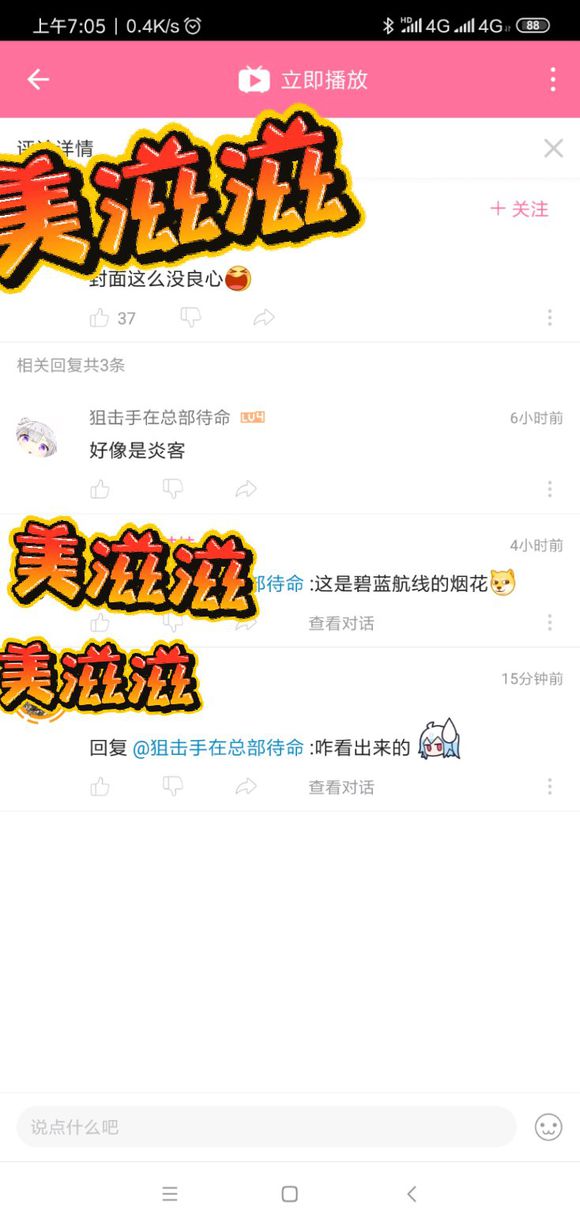 上午7:05 | 0.4K/s
HD 4G 4G 88
立即播放
评论详情
美滋滋
+ 关注
封面这么没良心
37
相关回复共3条
狙击手在总部待命 LV4
6小时前
好像是炎客
美滋滋
4小时前
部待命 :这是碧蓝航线的烟花
查看对话
美滋滋
15分钟前
回复 @狙击手在总部待命 :咋看出来的
查看对话
说点什么吧